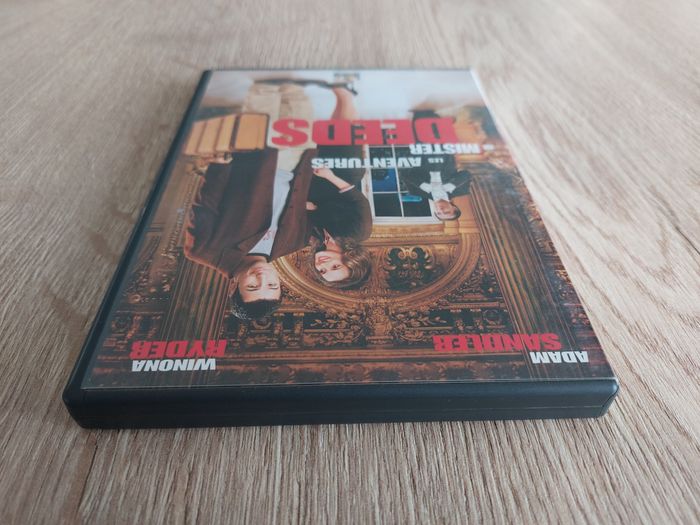 ADAM
SANDLER
WINONA
RYDER
LES AVENTURES
DE MISTER
DEEDS